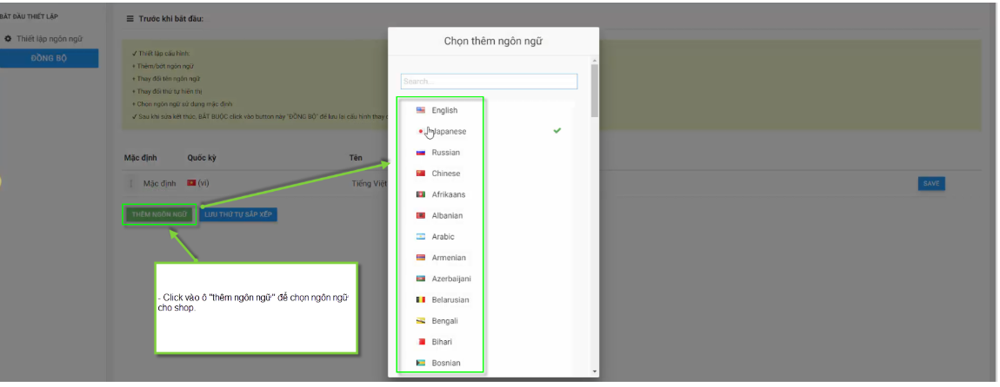 BẮT ĐẦU THIẾT LẬP
Thiết lập ngôn ngữ
ĐỒNG BỘ
Trước khi bắt đầu:
✓ Thiết lập cấu hình:
+ Thêm/bớt ngôn ngữ
+ Thay đổi tên ngôn ngữ
+ Thay đổi thứ tự hiển thị
+ Chọn ngôn ngữ sử dụng mặc định
✓ Sau khi sửa kết thúc, BẮT BUỘC click vào button này "ĐỒNG BỘ" để lưu lại cấu hình thay
Mặc định Quốc kỳ Tên
Mặc định (vi) Tiếng Việt SAVE
THÊM NGÔN NGỮ LƯU THỨ TỰ SẮP XẾP
- Click vào ô "thêm ngôn ngữ" để chọn ngôn ngữ
cho shop.
Chọn thêm ngôn ngữ
Search...
English
Japanese
Russian
Chinese
Afrikaans
Albanian
Arabic
Armenian
Azerbaijani
Belarusian
Bengali
Bihari
Bosnian